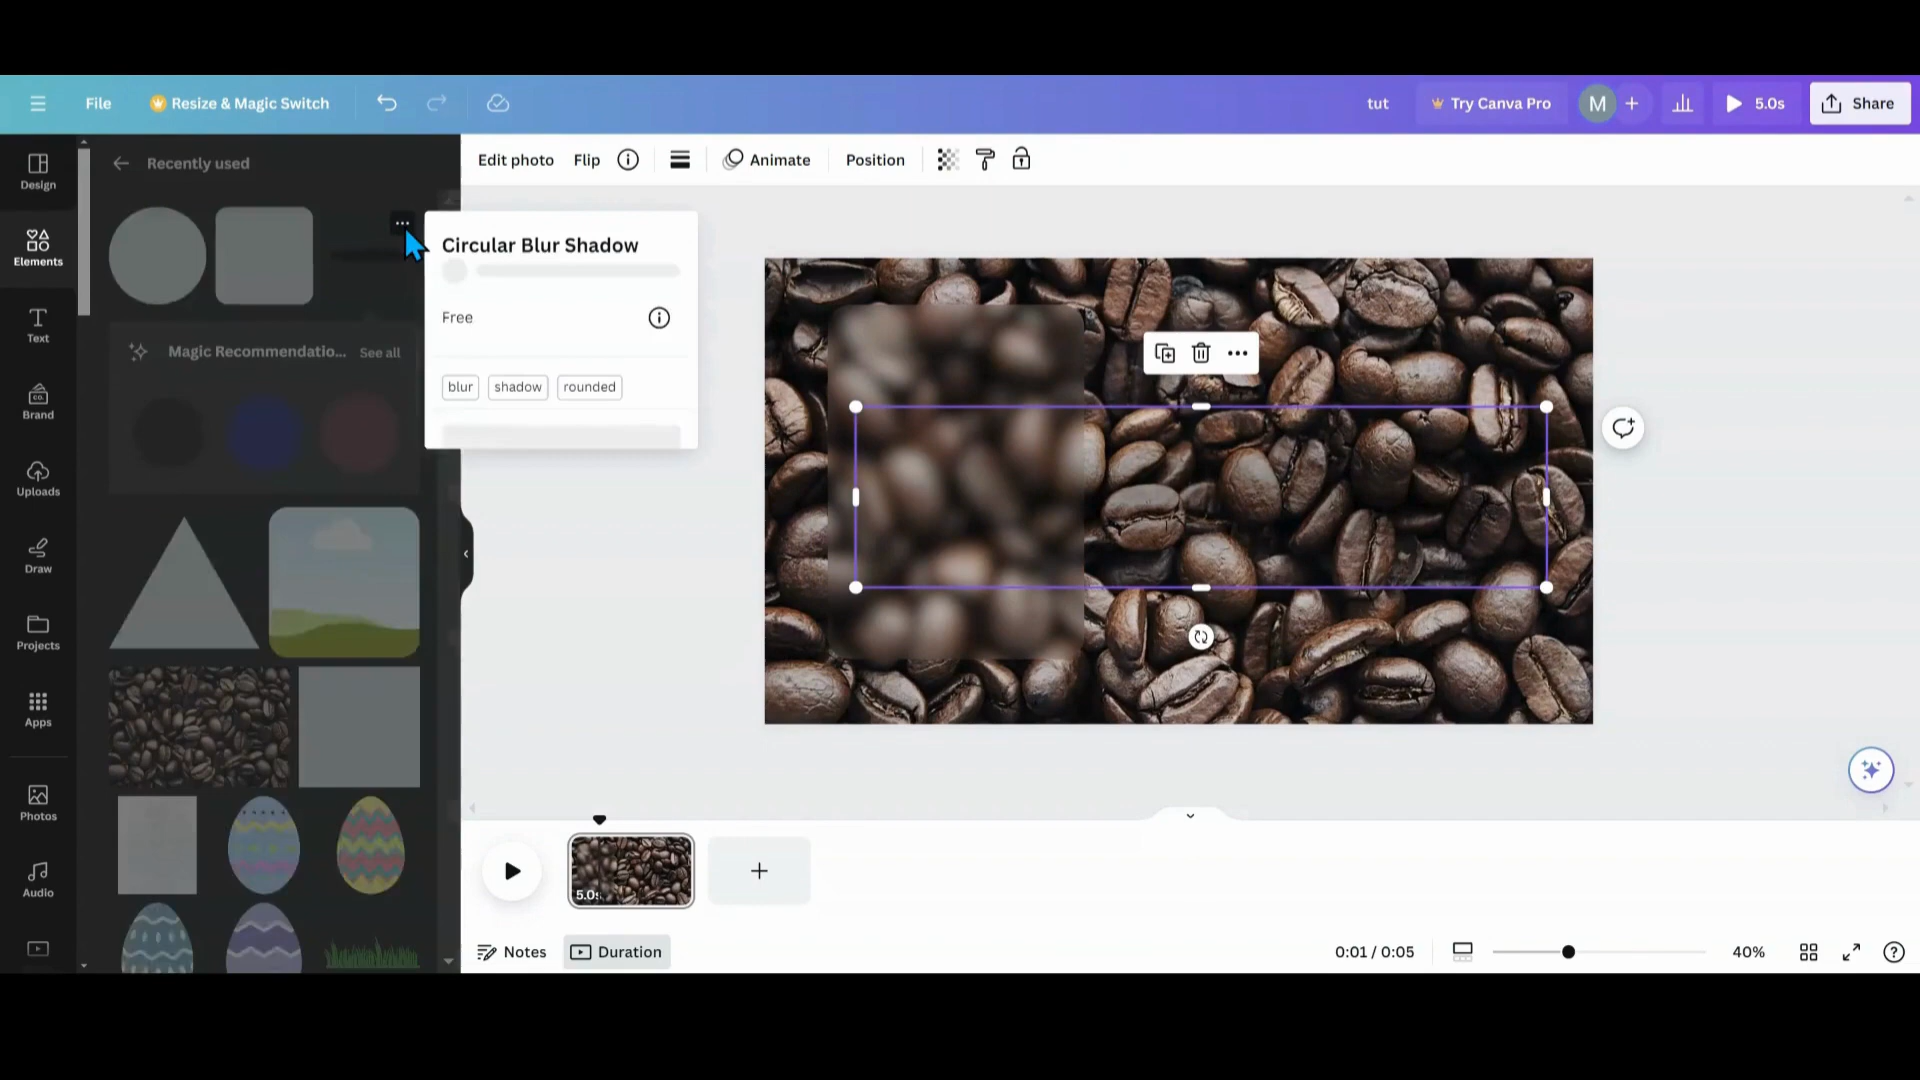 File
Resize & Magic Switch
tut
Try Canva Pro
M
5.0s
Share
Design
Elements
Text
Brand
Uploads
Draw
Projects
Apps
Photos
Audio
Recently used
Magic Recommendatio...
See all
Edit photo
Flip
Animate
Position
Circular Blur Shadow
Free
blur
shadow
rounded
5.0s
Notes
Duration
0:01 / 0:05
40%